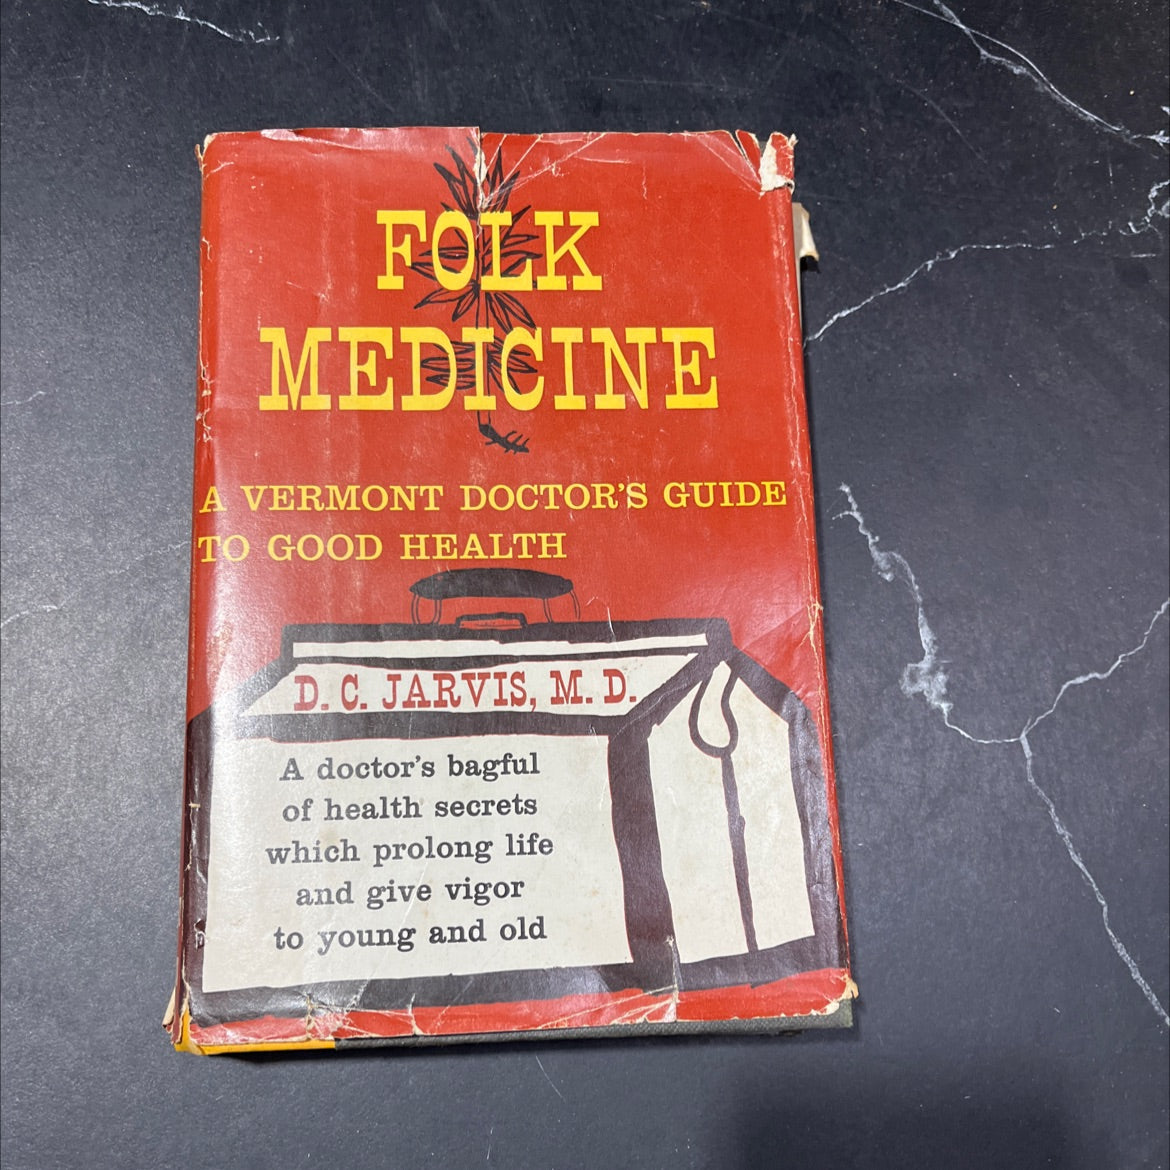 FOLK
MEDICINE
A VERMONT DOCTOR'S GUIDE
TO GOOD HEALTH
D. C. JARVIS, M. D.
A doctor's bagful
of health secrets
which prolong life
and give vigor
to young and old